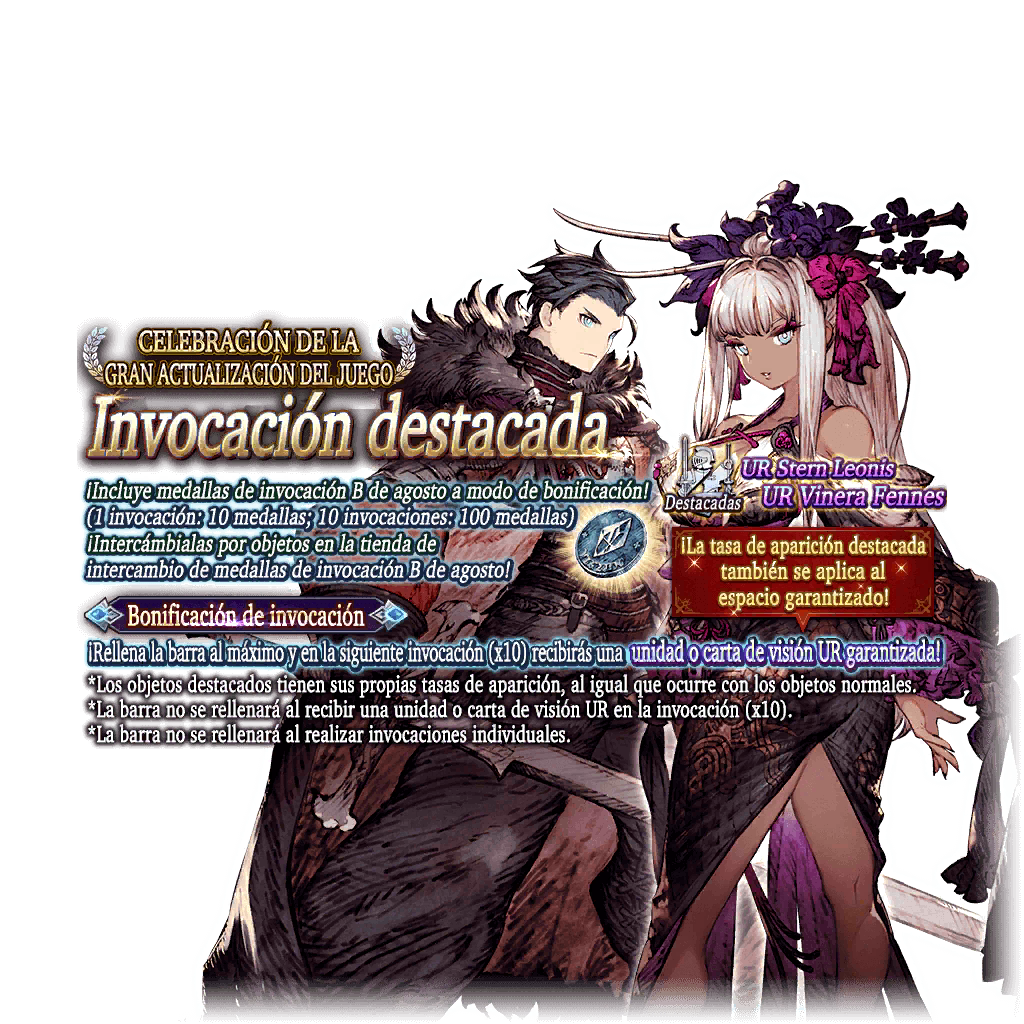 CELEBRACIÓN DE LA
GRAN ACTUALIZACIÓN DEL JUEGO
Invocación destacada
¡Incluye medallas de invocación B de agosto a modo de bonificación!
(1 invocación: 10 medallas; 10 invocaciones: 100 medallas)
¡Intercámbialas por objetos en la tienda de
intercambio de medallas de invocación B de agosto!
Destacadas
UR Stern Leonis
UR Vinera Fennes
¡La tasa de aparición destacada
también se aplica al
espacio garantizado!
Bonificación de invocación
¡Rellena la barra al máximo y en la siguiente invocación (x10) recibirás una unidad o carta de visión UR garantizada!
*Los objetos destacados tienen sus propias tasas de aparición, al igual que ocurre con los objetos normales.
*La barra no se rellenará al recibir una unidad o carta de visión UR en la invocación (x10).
*La barra no se rellenará al realizar invocaciones individuales.